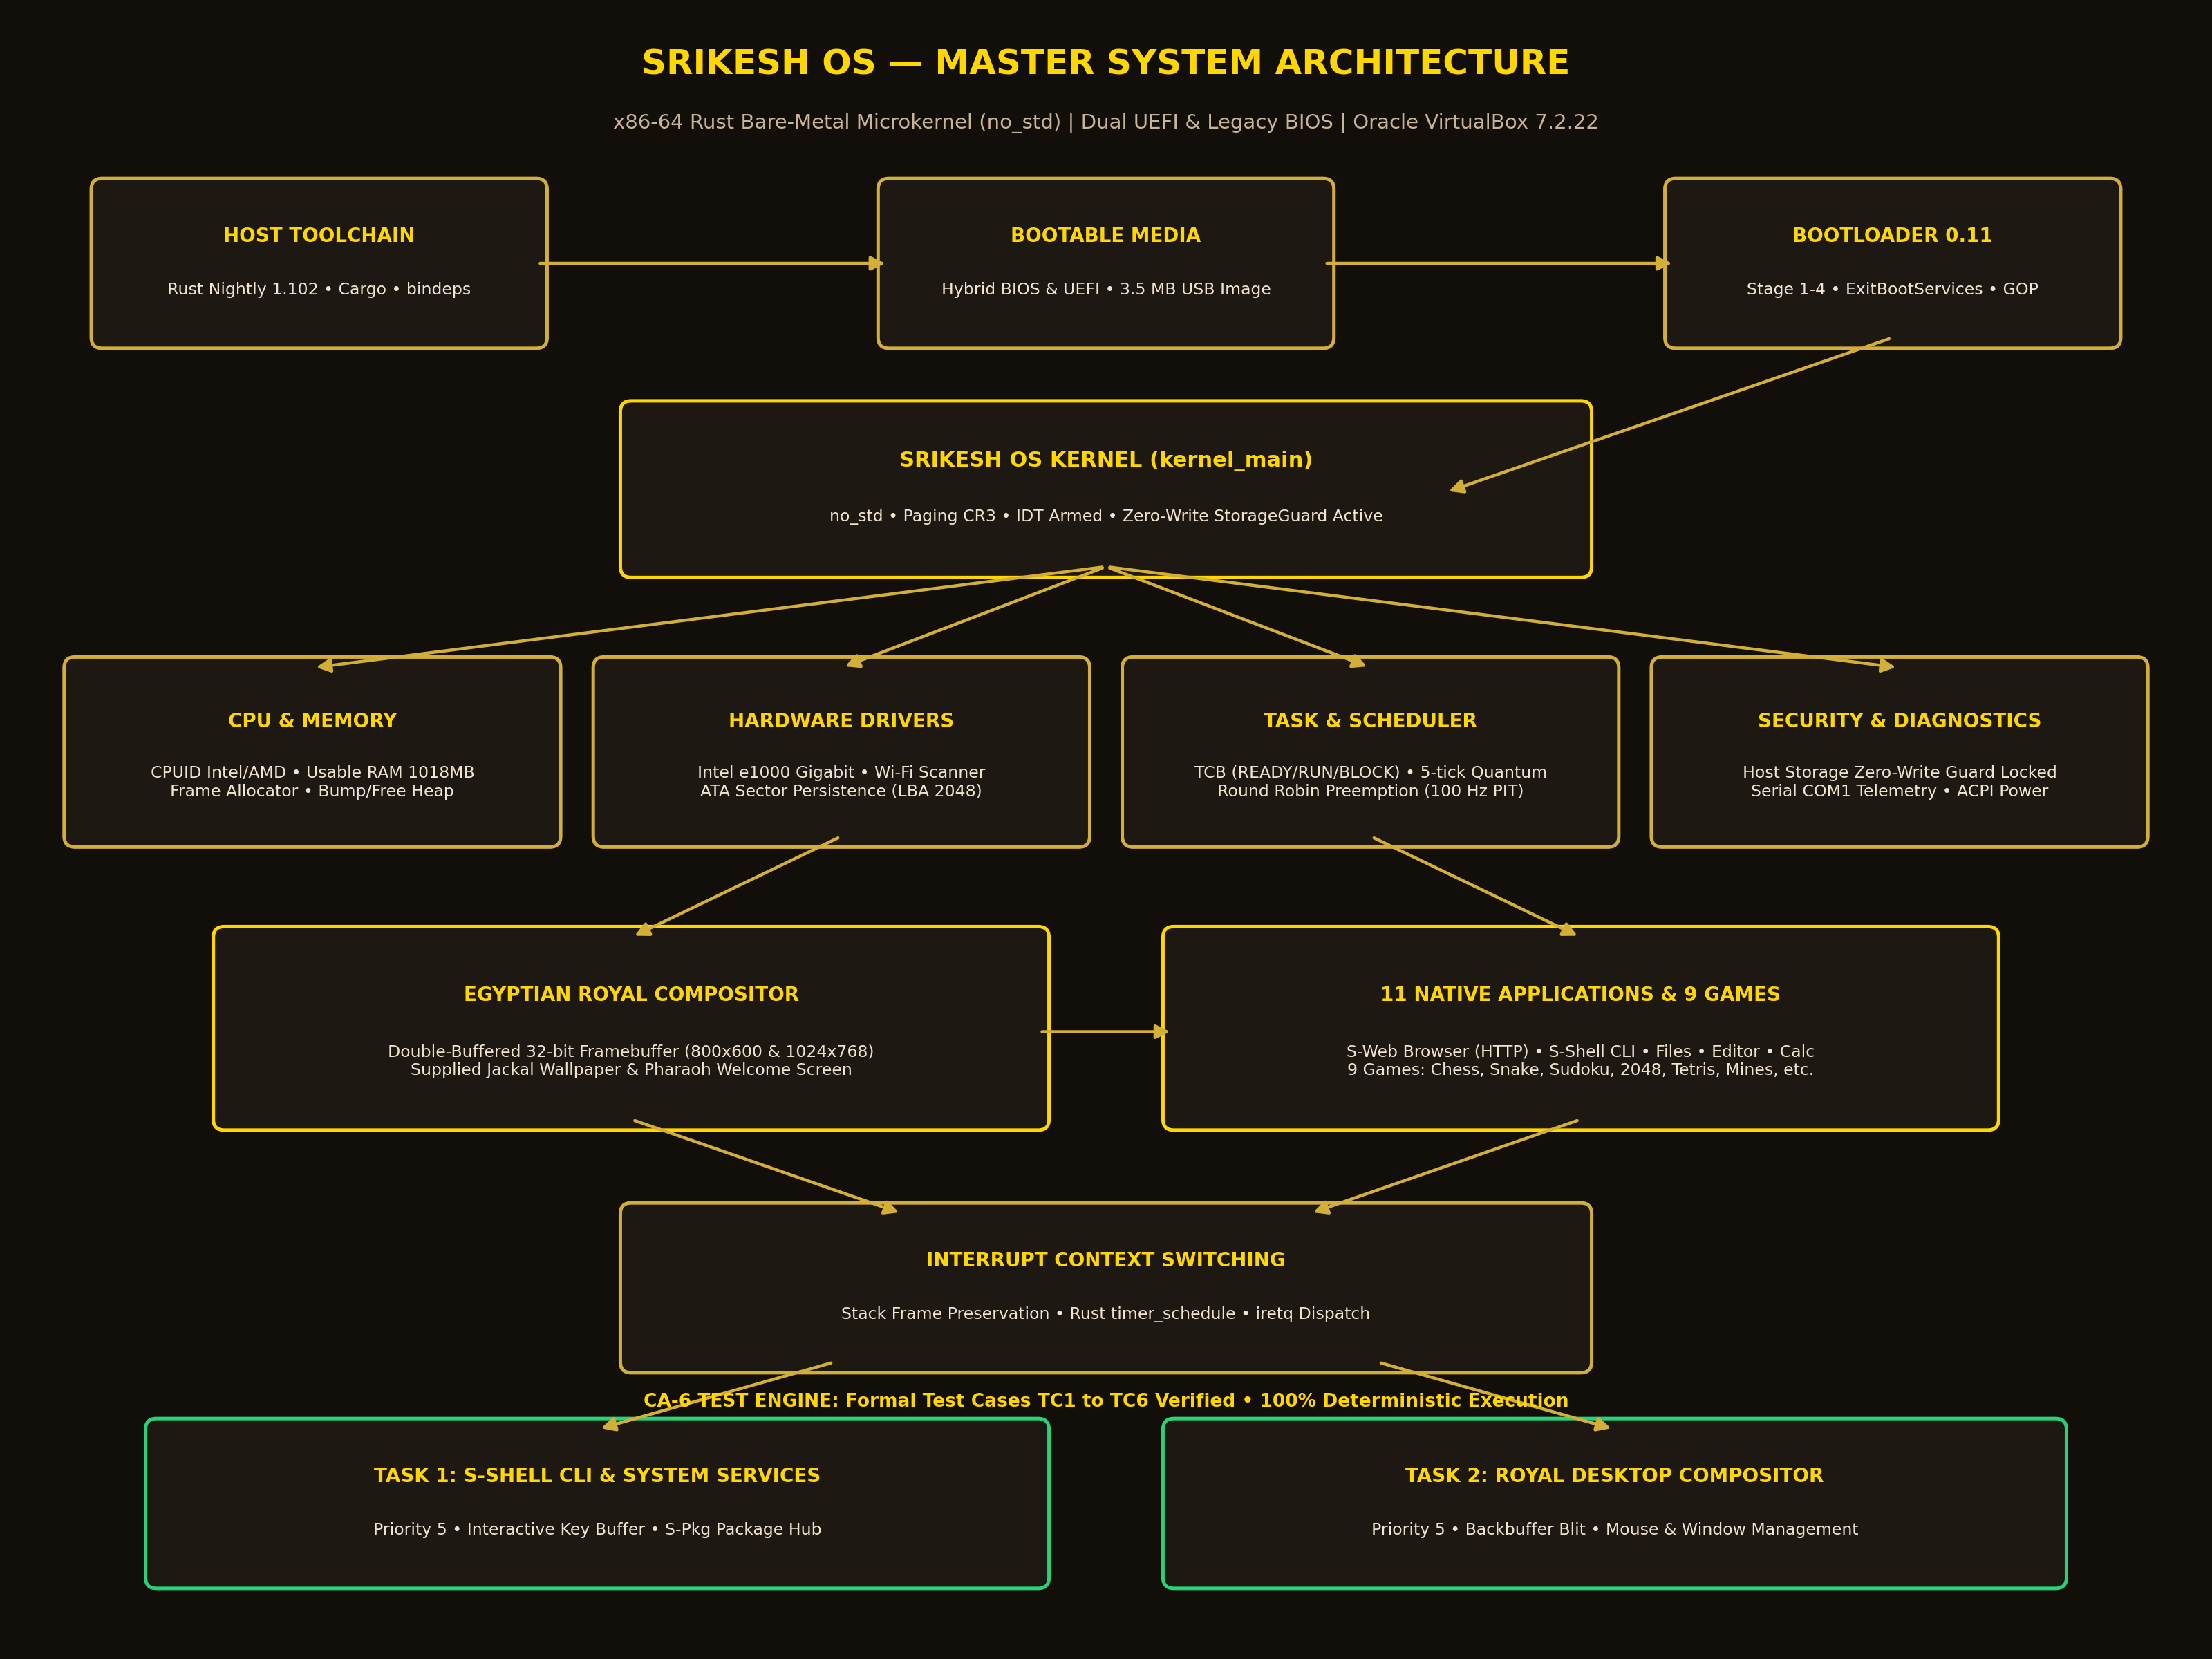 SRIKESH OS — MASTER SYSTEM ARCHITECTURE
x86-64 Rust Bare-Metal Microkernel (no_std) | Dual UEFI & Legacy BIOS | Oracle VirtualBox 7.2.22
HOST TOOLCHAIN
Rust Nightly 1.102 • Cargo • bindeps
BOOTABLE MEDIA
Hybrid BIOS & UEFI • 3.5 MB USB Image
BOOTLOADER 0.11
Stage 1-4 • ExitBootServices • GOP
SRIKESH OS KERNEL (kernel_main)
no_std • Paging CR3 • IDT Armed • Zero-Write StorageGuard Active
CPU & MEMORY
CPUID Intel/AMD • Usable RAM 1018MB
Frame Allocator • Bump/Free Heap
HARDWARE DRIVERS
Intel e1000 Gigabit • Wi-Fi Scanner
ATA Sector Persistence (LBA 2048)
TASK & SCHEDULER
TCB (READY/RUN/BLOCK) • 5-tick Quantum
Round Robin Preemption (100 Hz PIT)
SECURITY & DIAGNOSTICS
Host Storage Zero-Write Guard Locked
Serial COM1 Telemetry • ACPI Power
EGYPTIAN ROYAL COMPOSITOR
Double-Buffered 32-bit Framebuffer (800x600 & 1024x768)
Supplied Jackal Wallpaper & Pharaoh Welcome Screen
11 NATIVE APPLICATIONS & 9 GAMES
S-Web Browser (HTTP) • S-Shell CLI • Files • Editor • Calc
9 Games: Chess, Snake, Sudoku, 2048, Tetris, Mines, etc.
INTERRUPT CONTEXT SWITCHING
Stack Frame Preservation • Rust timer_schedule • iretq Dispatch
CA-6 TEST ENGINE: Formal Test Cases TC1 to TC6 Verified • 100% Deterministic Execution
TASK 1: S-SHELL CLI & SYSTEM SERVICES
Priority 5 • Interactive Key Buffer • S-Pkg Package Hub
TASK 2: ROYAL DESKTOP COMPOSITOR
Priority 5 • Backbuffer Blit • Mouse & Window Management